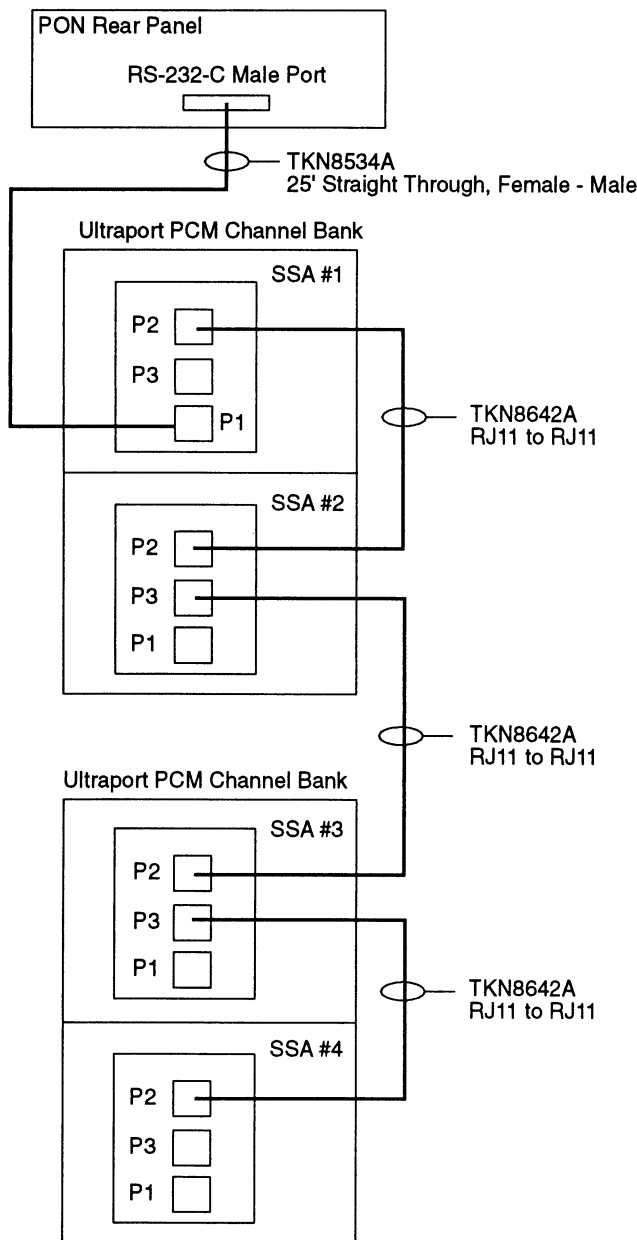 PON Rear Panel
RS-232-C Male Port
TKN8534A
25' Straight Through, Female - Male
Ultraport PCM Channel Bank
SSA #1
P2
P3
P1
TKN8642A
RJ11 to RJ11
SSA #2
P2
P3
P1
TKN8642A
RJ11 to RJ11
Ultraport PCM Channel Bank
SSA #3
P2
P3
P1
TKN8642A
RJ11 to RJ11
SSA #4
P2
P3
P1